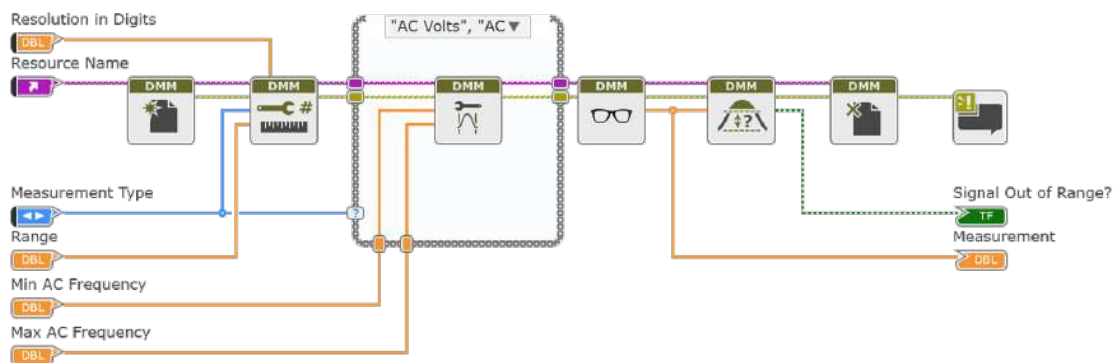 Resolution in Digits
DBL
Resource Name
"AC Volts", "AC
DMM
DMM
#
DMM
DMM
DMM
?
DMM
!
Measurement Type
?
Range
DBL
Min AC Frequency
DBL
Max AC Frequency
DBL
Signal Out of Range?
TF
Measurement
DBL